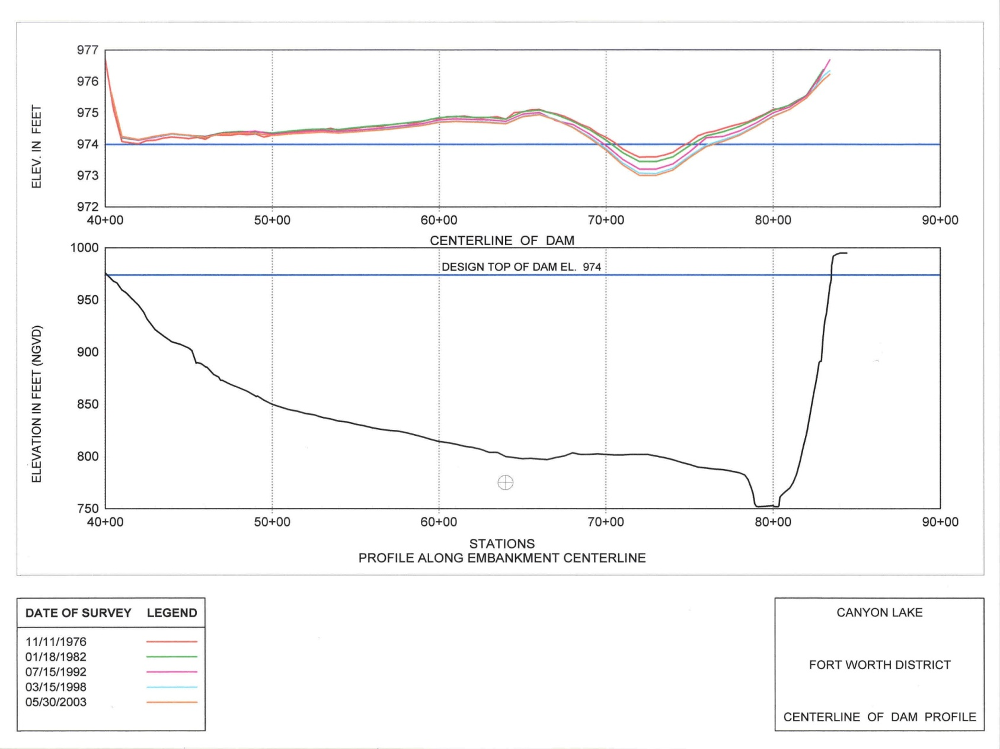 977
976
975
974
973
972
ELEV. IN FEET
40+00 50+00 60+00 70+00 80+00 90+00
CENTERLINE OF DAM
1000
950
900
850
800
750
DESIGN TOP OF DAM EL. 974
ELEVATION IN FEET (NGVD)
40+00 50+00 60+00 70+00 80+00 90+00
STATIONS
PROFILE ALONG EMBANKMENT CENTERLINE
DATE OF SURVEY LEGEND
11/11/1976
01/18/1982
07/15/1992
03/15/1998
05/30/2003
CANYON LAKE
FORT WORTH DISTRICT
CENTERLINE OF DAM PROFILE